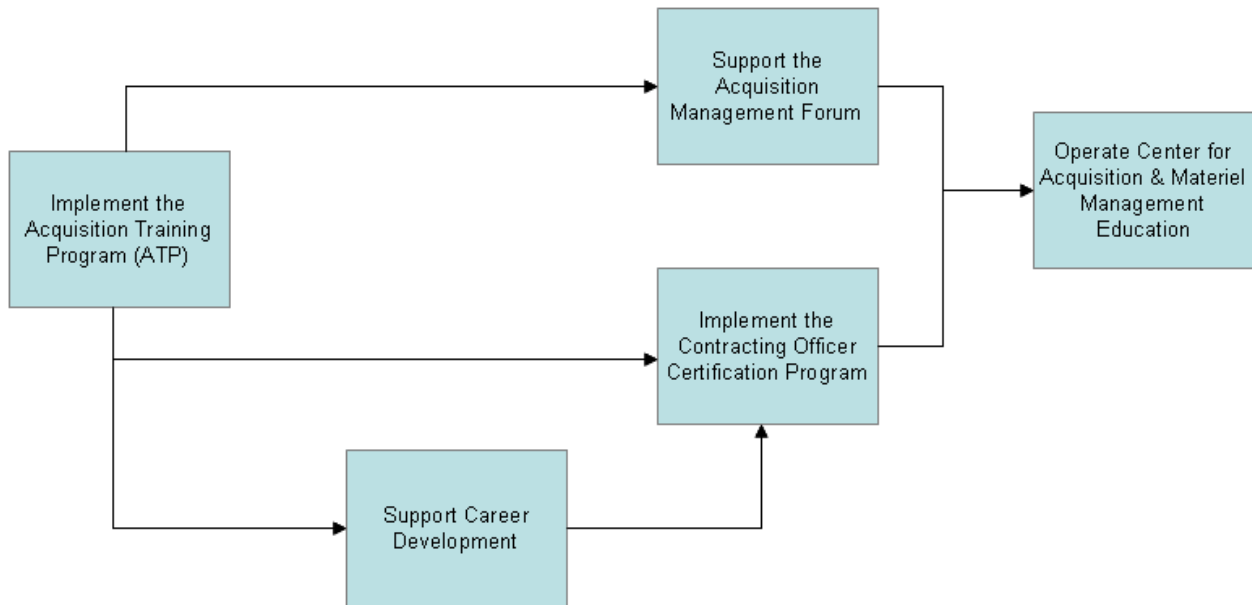 Support the
Acquisition
Management Forum
Operate Center for
Acquisition & Materiel
Management
Education
Implement the
Acquisition Training
Program (ATP)
Implement the
Contracting Officer
Certification Program
Support Career
Development